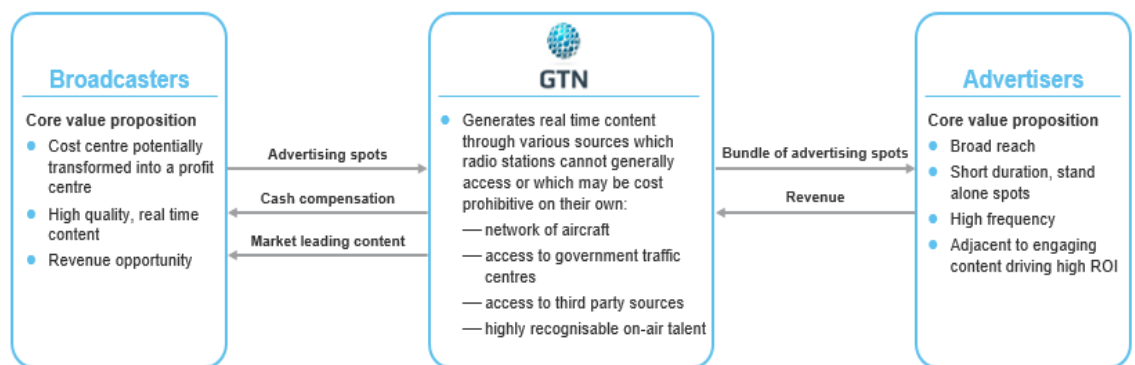 Broadcasters
Core value proposition
● Cost centre potentially
transformed into a profit
centre
● High quality, real time
content
● Revenue opportunity
Advertising spots
Cash compensation
Market leading content
GTN
● Generates real time content
through various sources which
radio stations cannot generally
access or which may be cost
prohibitive on their own:
— network of aircraft
— access to government traffic
centres
— access to third party sources
— highly recognisable on-air talent
Bundle of advertising spots
Revenue
Advertisers
Core value proposition
● Broad reach
● Short duration, stand
alone spots
● High frequency
● Adjacent to engaging
content driving high ROI